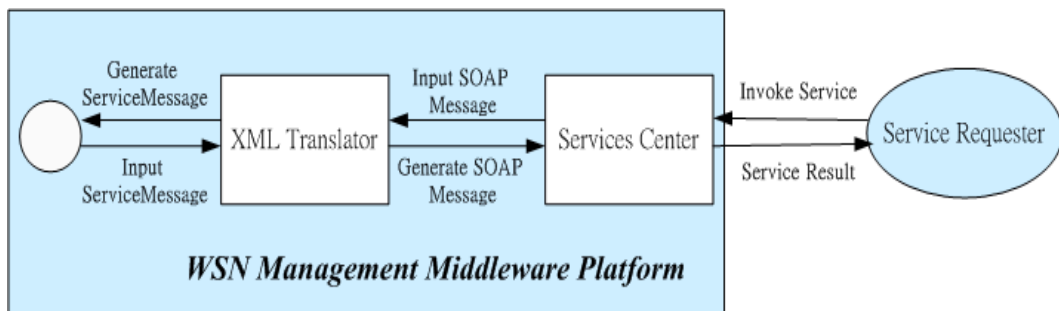 Generate
ServiceMessage
Input
ServiceMessage
XML Translator
Input SOAP
Message
Generate SOAP
Message
Services Center
Invoke Service
Service Result
Service Requester
WSN Management Middleware Platform